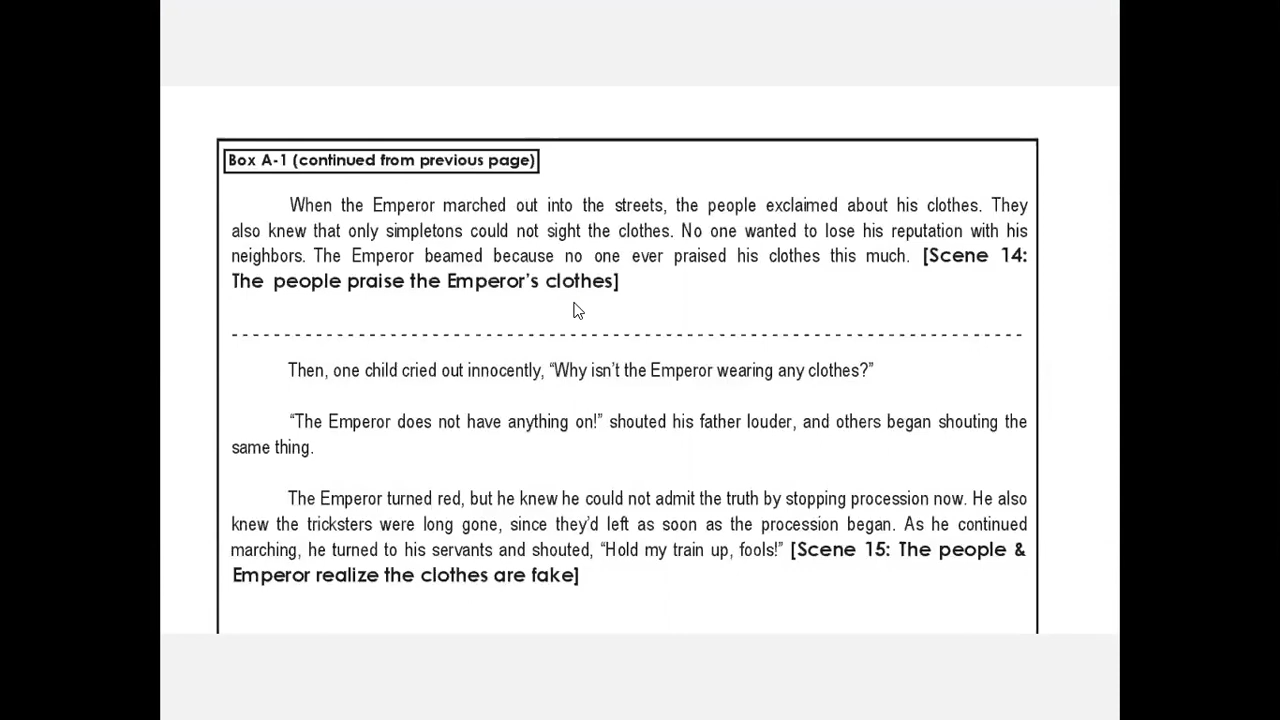 Box A-1 (continued from previous page)
When the Emperor marched out into the streets, the people exclaimed about his clothes. They
also knew that only simpletons could not sight the clothes. No one wanted to lose his reputation with his
neighbors. The Emperor beamed because no one ever praised his clothes this much. [Scene 14:
The people praise the Emperor’s clothes]
Then, one child cried out innocently, “Why isn’t the Emperor wearing any clothes?”
“The Emperor does not have anything on!” shouted his father louder, and others began shouting the
same thing.
The Emperor turned red, but he knew he could not admit the truth by stopping procession now. He also
knew the tricksters were long gone, since they’d left as soon as the procession began. As he continued
marching, he turned to his servants and shouted, “Hold my train up, fools!” [Scene 15: The people &
Emperor realize the clothes are fake]